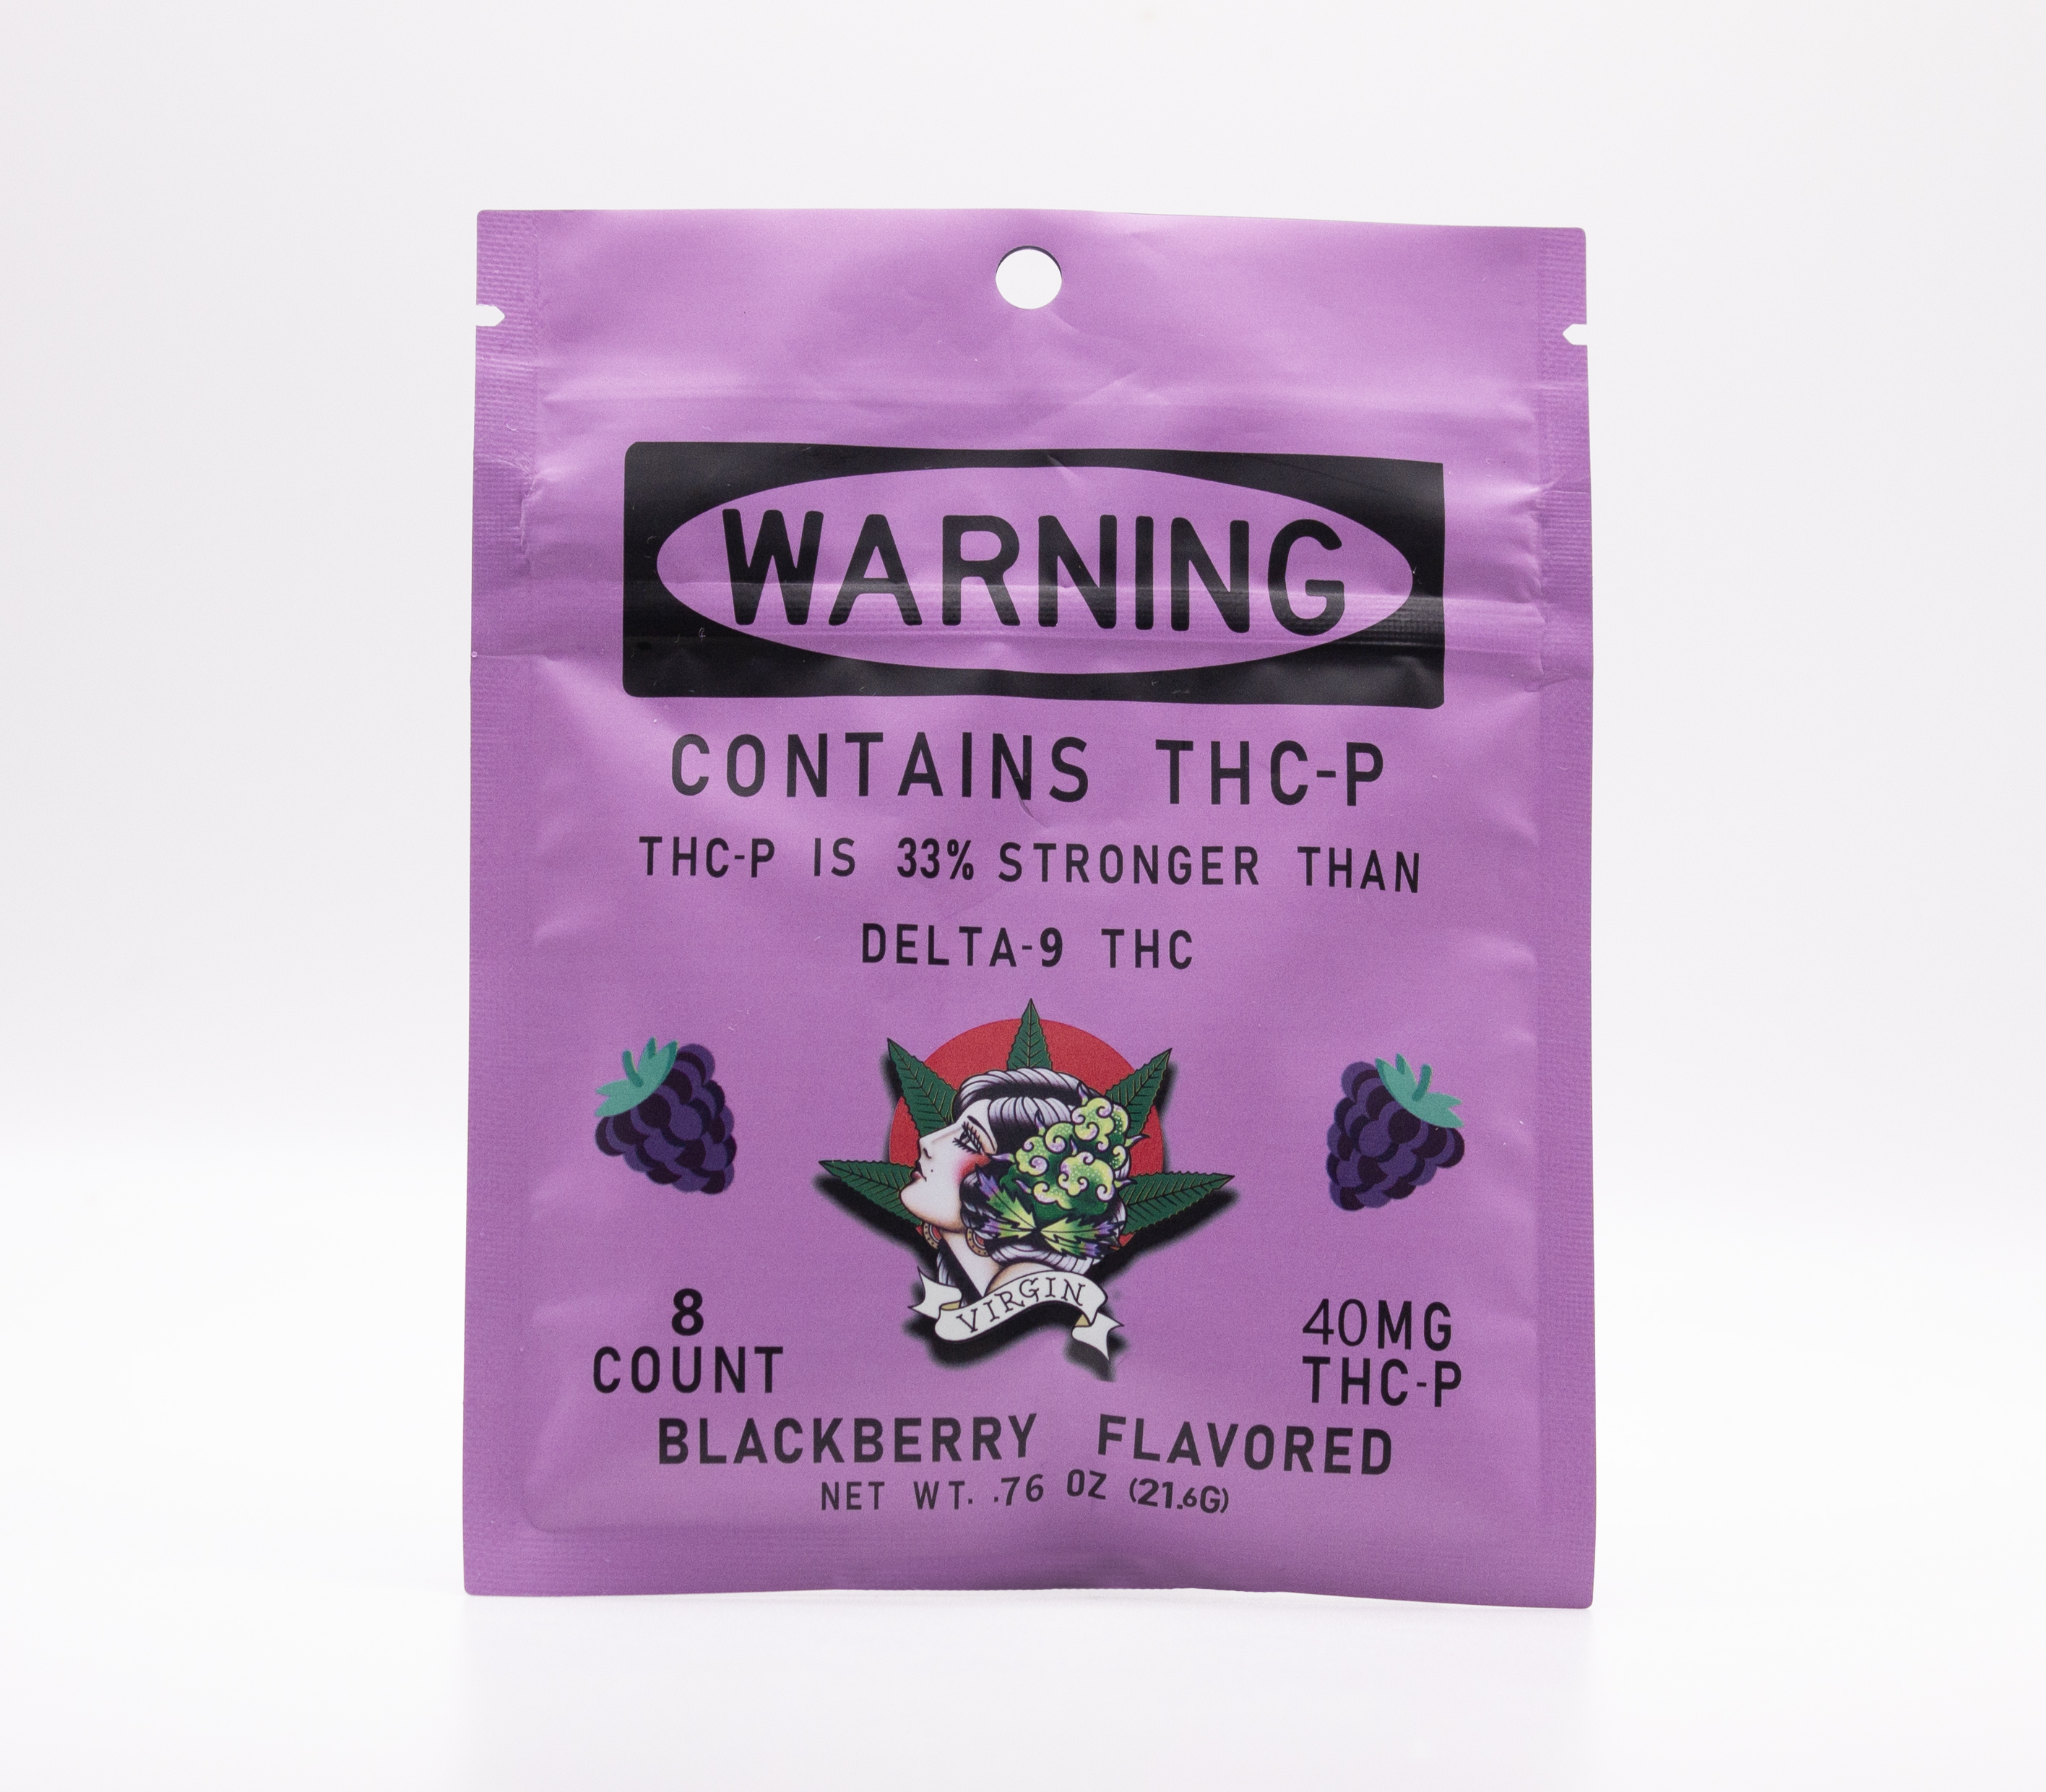 WARNING
CONTAINS THC-P
THC-P IS 33% STRONGER THAN
DELTA-9 THC
VIRGIN
8
COUNT
40MG
THC-P
BLACKBERRY FLAVORED
NET WT. .76 OZ (21.6G)